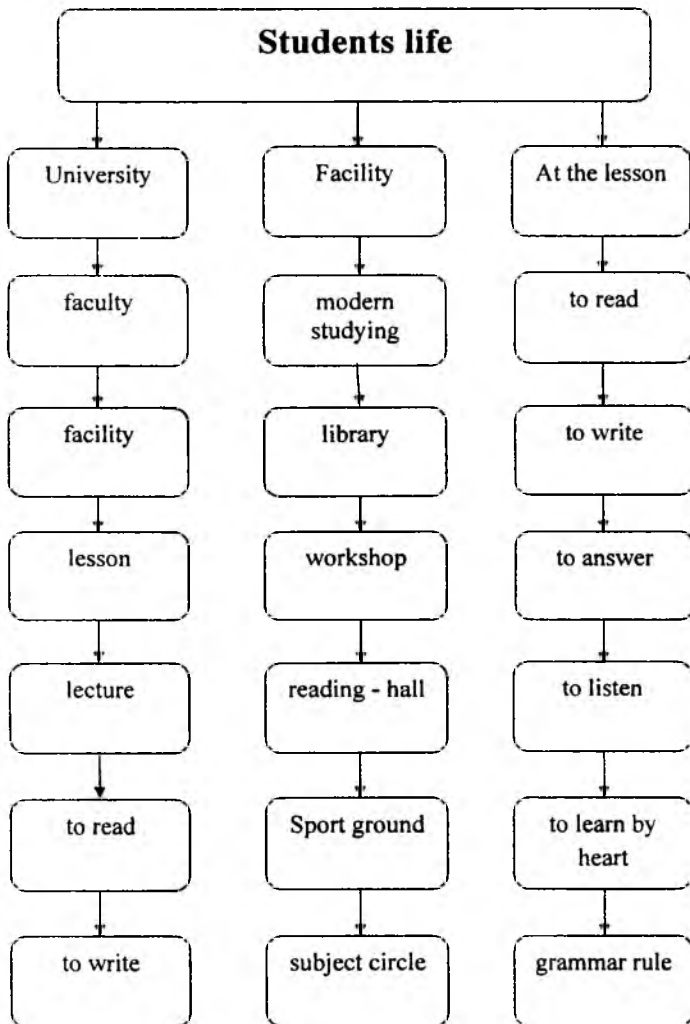 Students life
University
Facility
At the lesson
faculty
modern
studying
to read
facility
library
to write
lesson
workshop
to answer
lecture
reading - hall
to listen
to read
Sport ground
to learn by
heart
to write
subject circle
grammar rule